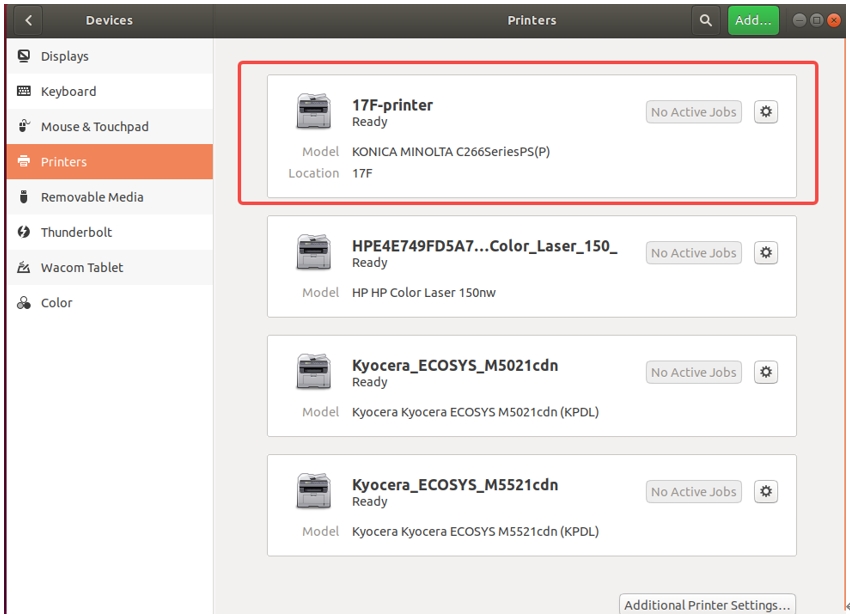 Devices
Printers
Add...
Displays
Keyboard
Mouse & Touchpad
Printers
Removable Media
Thunderbolt
Wacom Tablet
Color
17F-printer
Ready
No Active Jobs
Model KONICA MINOLTA C266SeriesPS(P)
Location 17F
HPE4E749FD5A7...Color_Laser_150_
Ready
No Active Jobs
Model HP HP Color Laser 150nw
Kyocera_ECOSYS_M5021cdn
Ready
No Active Jobs
Model Kyocera Kyocera ECOSYS M5021cdn (KPDL)
Kyocera_ECOSYS_M5521cdn
Ready
No Active Jobs
Model Kyocera Kyocera ECOSYS M5521cdn (KPDL)
Additional Printer Settings...